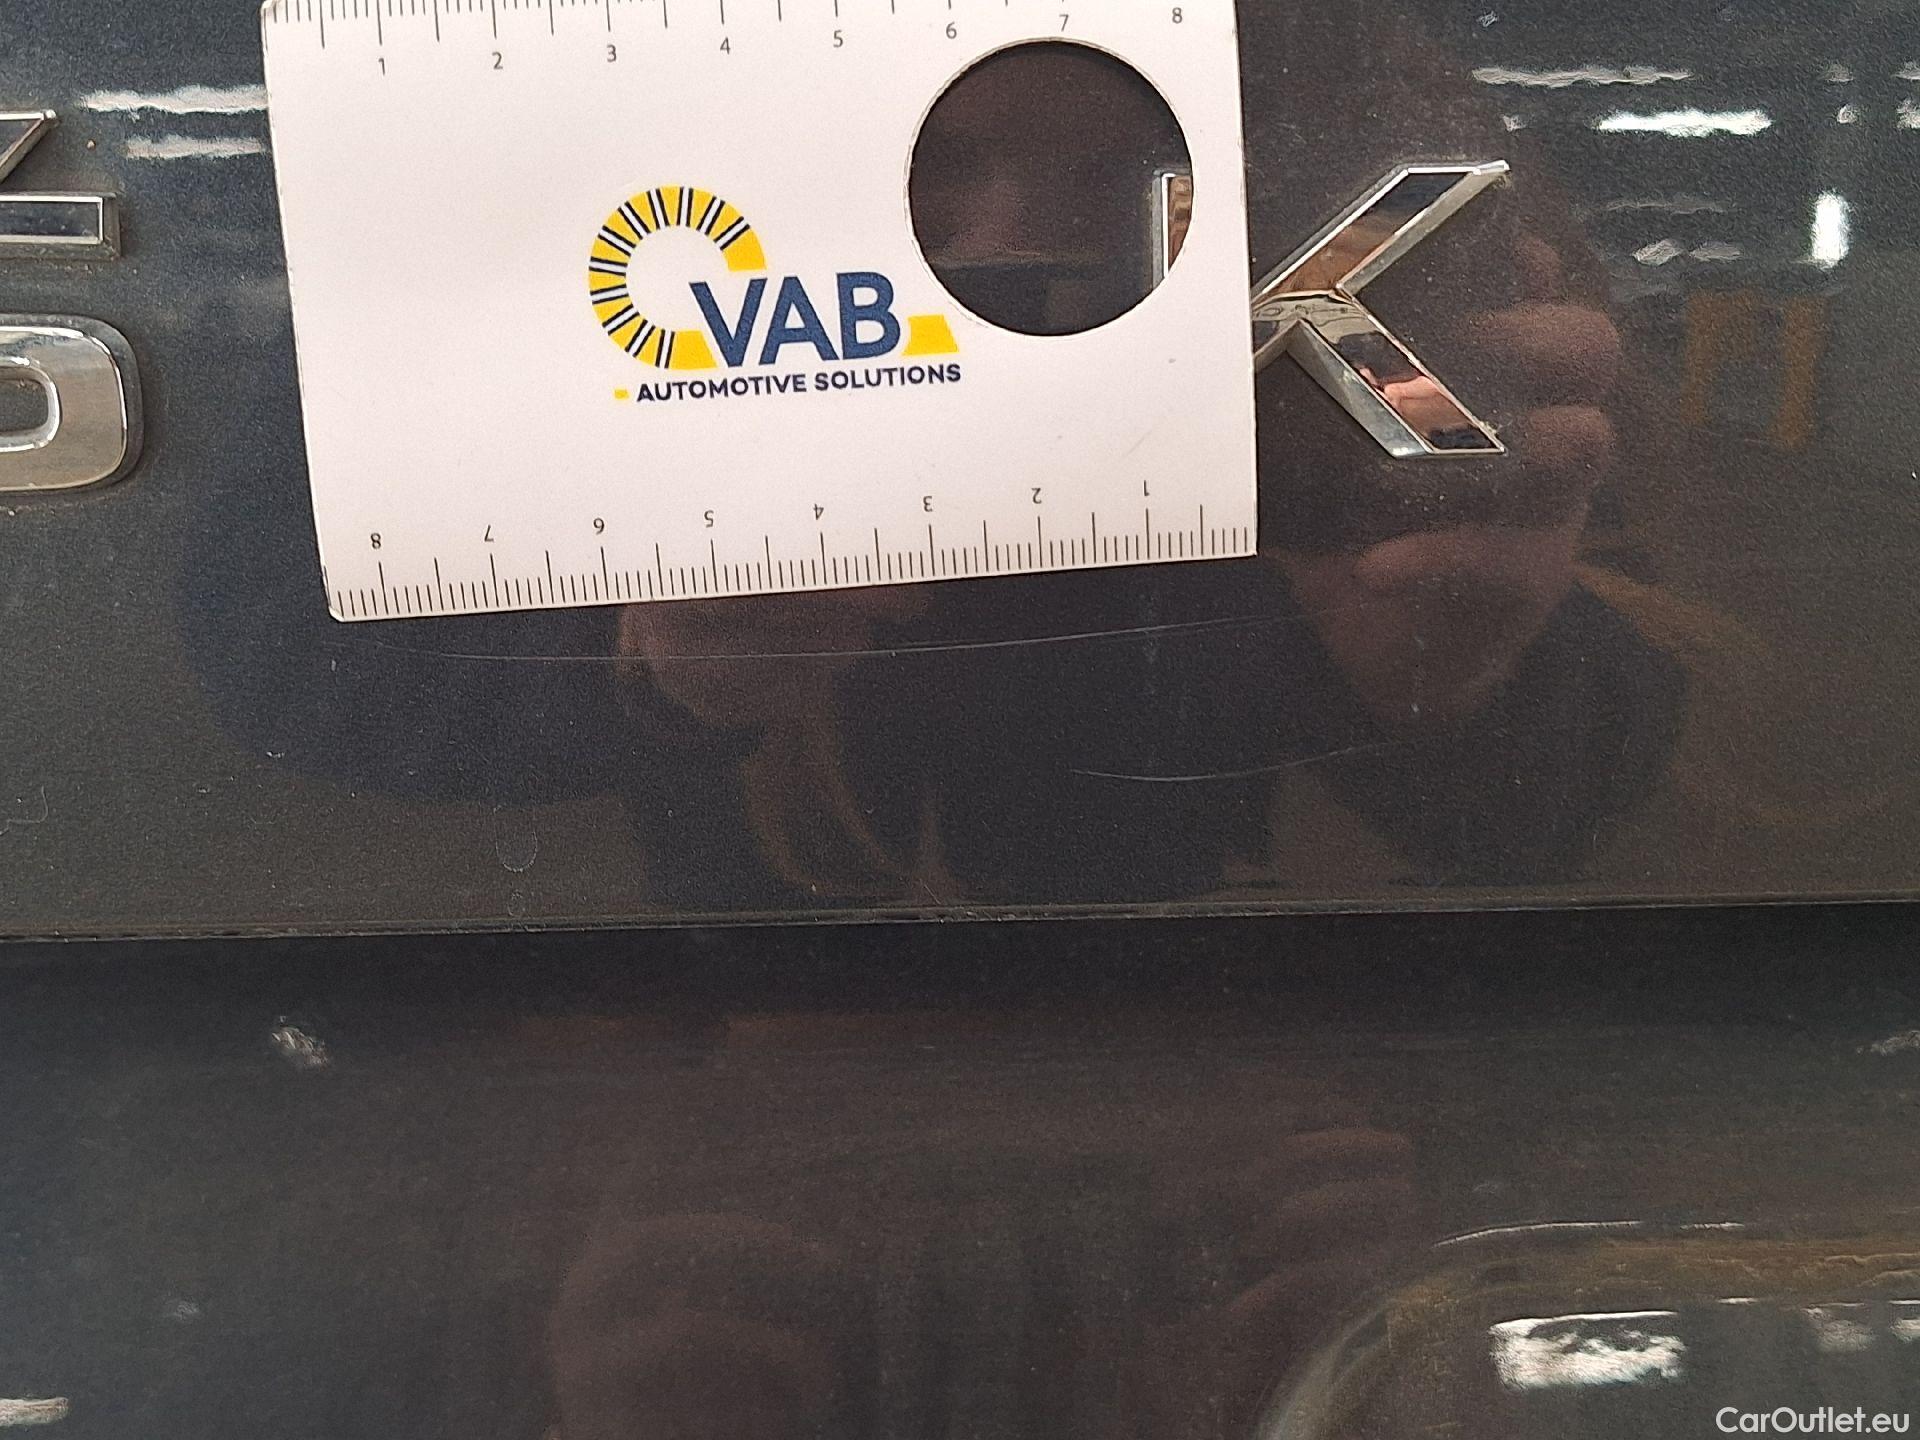 1 2 3 4 5 6 7 8
K
VAB
AUTOMOTIVE SOLUTIONS
8 7 6 5 4 3 2 1
CarOutlet.eu